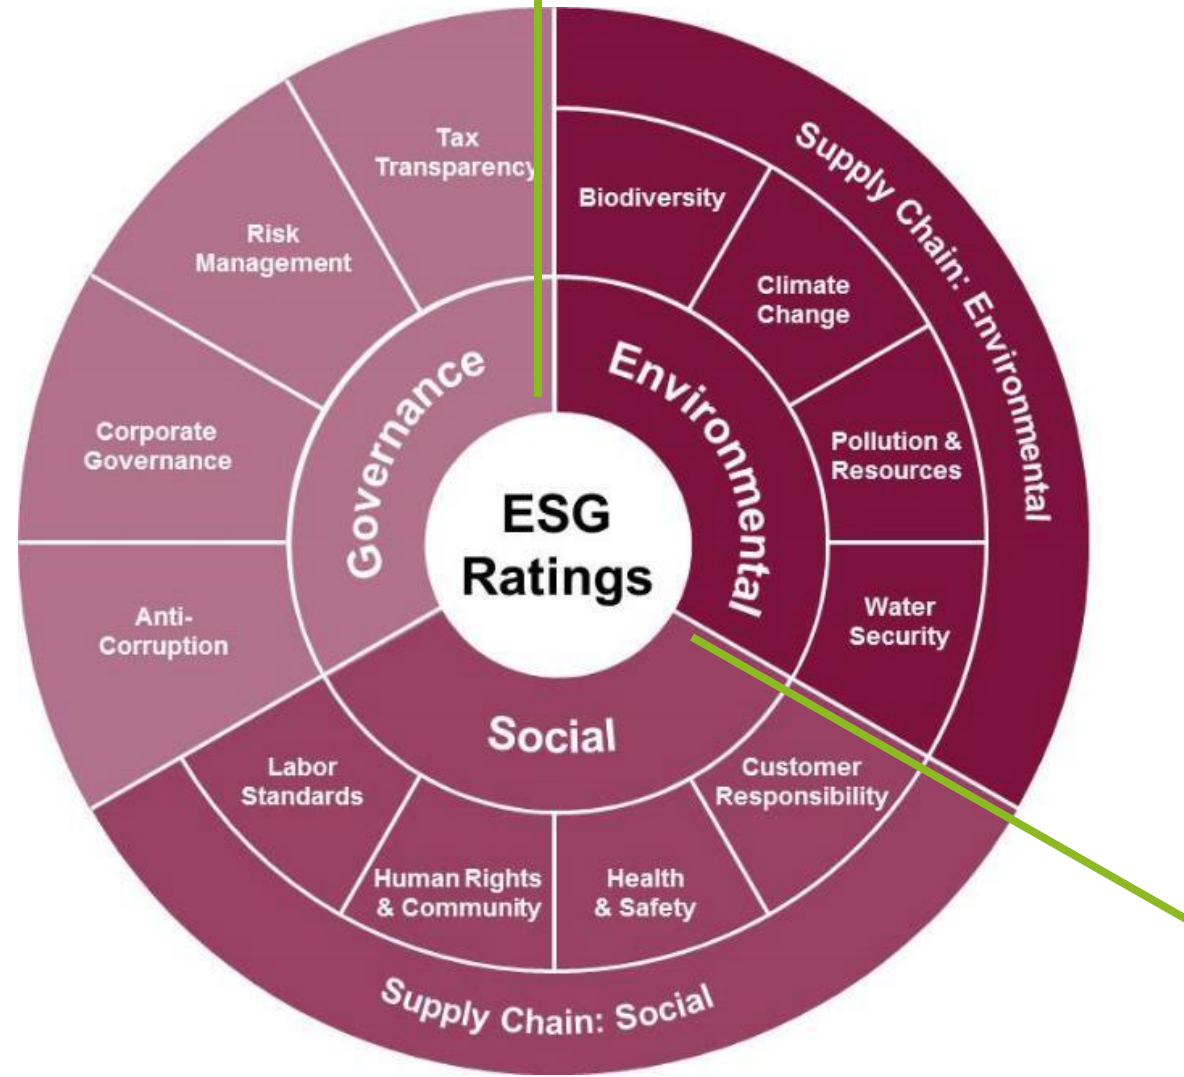 ESG
Ratings
Environmental
Biodiversity
Climate
Change
Pollution &
Resources
Water
Security
Supply Chain: Environmental
Social
Customer
Responsibility
Health
& Safety
Human Rights
& Community
Labor
Standards
Supply Chain: Social
Governance
Anti-
Corruption
Corporate
Governance
Risk
Management
Tax
Transparency